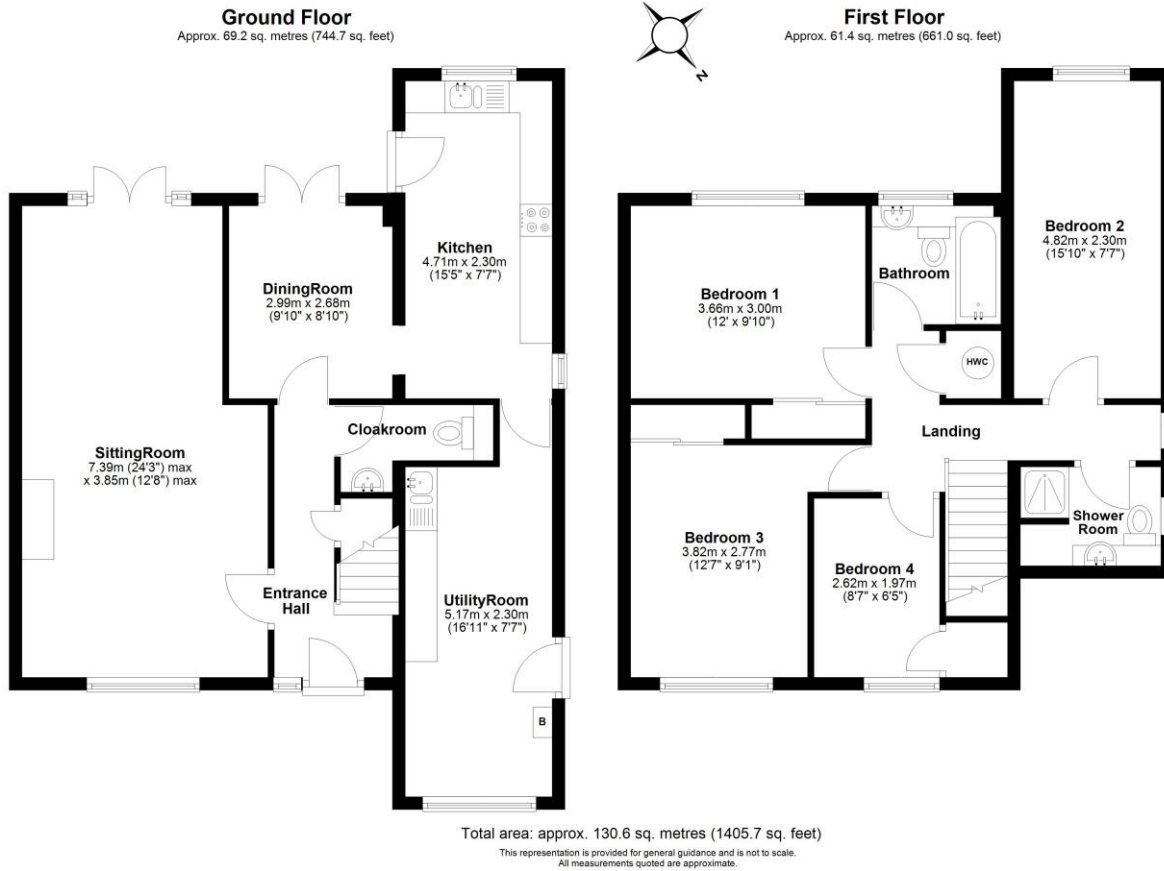 Ground Floor
Approx. 69.2 sq. metres (744.7 sq. feet)
Kitchen
4.71m x 2.30m
(15'5" x 7'7")
DiningRoom
2.99m x 2.68m
(9'10" x 8'10")
Cloakroom
SittingRoom
7.39m (24'3") max
x 3.85m (12'8") max
Entrance
Hall
UtilityRoom
5.17m x 2.30m
(16'11" x 7'7")
B
N
First Floor
Approx. 61.4 sq. metres (661.0 sq. feet)
Bedroom 2
4.82m x 2.30m
(15'10" x 7'7")
Bathroom
Bedroom 1
3.66m x 3.00m
(12' x 9'10")
HWC
Landing
Shower
Room
Bedroom 3
3.82m x 2.77m
(12'7" x 9'1")
Bedroom 4
2.62m x 1.97m
(8'7" x 6'5")
Total area: approx. 130.6 sq. metres (1405.7 sq. feet)
This representation is provided for general guidance and is not to scale.
All measurements quoted are approximate.